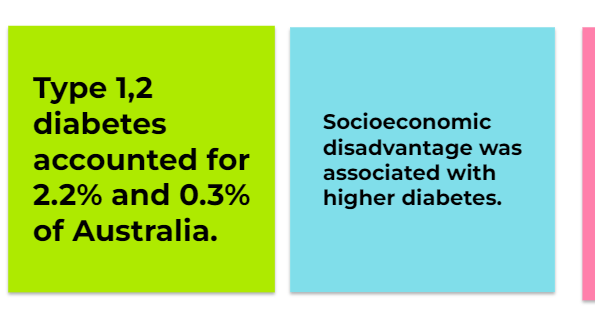 Type 1,2
diabetes
accounted for
2.2% and 0.3%
of Australia.
Socioeconomic
disadvantage was
associated with
higher diabetes.